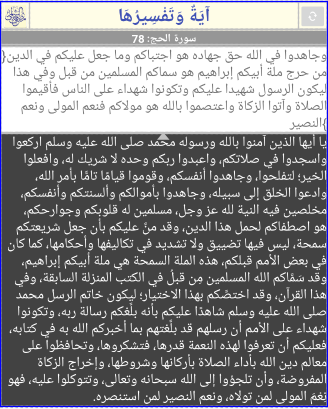 آيَةٌ وَتَفْسِيرُهَا
سورة الحج: 78
وجاهدوا في الله حق جهاده هو اجتباكم وما جعل عليكم في الدين{
من حرج ملة أبيكم إبراهيم هو سماكم المسلمين من قبل وفي هذا
ليكون الرسول شهيدا عليكم وتكونوا شهداء على الناس فأقيموا
الصلاة وآتوا الزكاة واعتصموا بالله هو مولاكم فنعم المولى ونعم
}النصير
يا أيها الذين آمنوا بالله ورسوله محمد صلى الله عليه وسلم اركعوا
واسجدوا في صلاتكم، واعبدوا ربكم وحده لا شريك له، وافعلوا
الخير؛ لتفلحوا، وجاهدوا أنفسكم، وقوموا قيامًا تامًا بأمر الله،
وادعوا الخلق إلى سبيله، وجاهدوا بأموالكم وألسنتكم وأنفسكم،
مخلصين فيه النية لله عز وجل، مسلمين له قلوبكم وجوارحكم،
هو اصطفاكم لحمل هذا الدين، وقد منَّ عليكم بأن جعل شريعتكم
سمحة، ليس فيها تضييق ولا تشديد في تكاليفها وأحكامها، كما كان
في بعض الأمم قبلكم، هذه الملة السمحة هي ملة أبيكم إبراهيم،
وقد سَمَّاكم الله المسلمين مِن قبلُ في الكتب المنزلة السابقة، وفي
هذا القرآن، وقد اختصَّكم بهذا الاختيار؛ ليكون خاتم الرسل محمد
صلى الله عليه وسلم شاهدًا عليكم بأنه بلَّغكم رسالة ربه، وتكونوا
شهداء على الأمم أن رسلهم قد بلَّغتهم بما أخبركم الله به في كتابه،
فعليكم أن تعرفوا لهذه النعمة قدرها، فتشكروها، وتحافظوا على
معالم دين الله بأداء الصلاة بأركانها وشروطها، وإخراج الزكاة
المفروضة، وأن تلجؤوا إلى الله سبحانه وتعالى، وتتوكلوا عليه، فهو
نِعْمَ المولى لمن تولاه، ونعم النصير لمن استنصره.